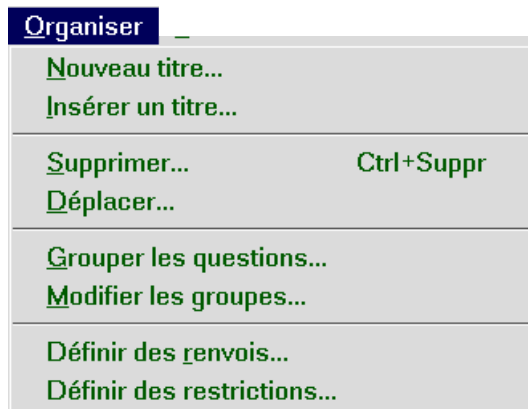 Organiser
Nouveau titre...
Insérer un titre...
Supprimer... Ctrl+Suppr
Déplacer...
Grouper les questions...
Modifier les groupes...
Définir des renvois...
Définir des restrictions...